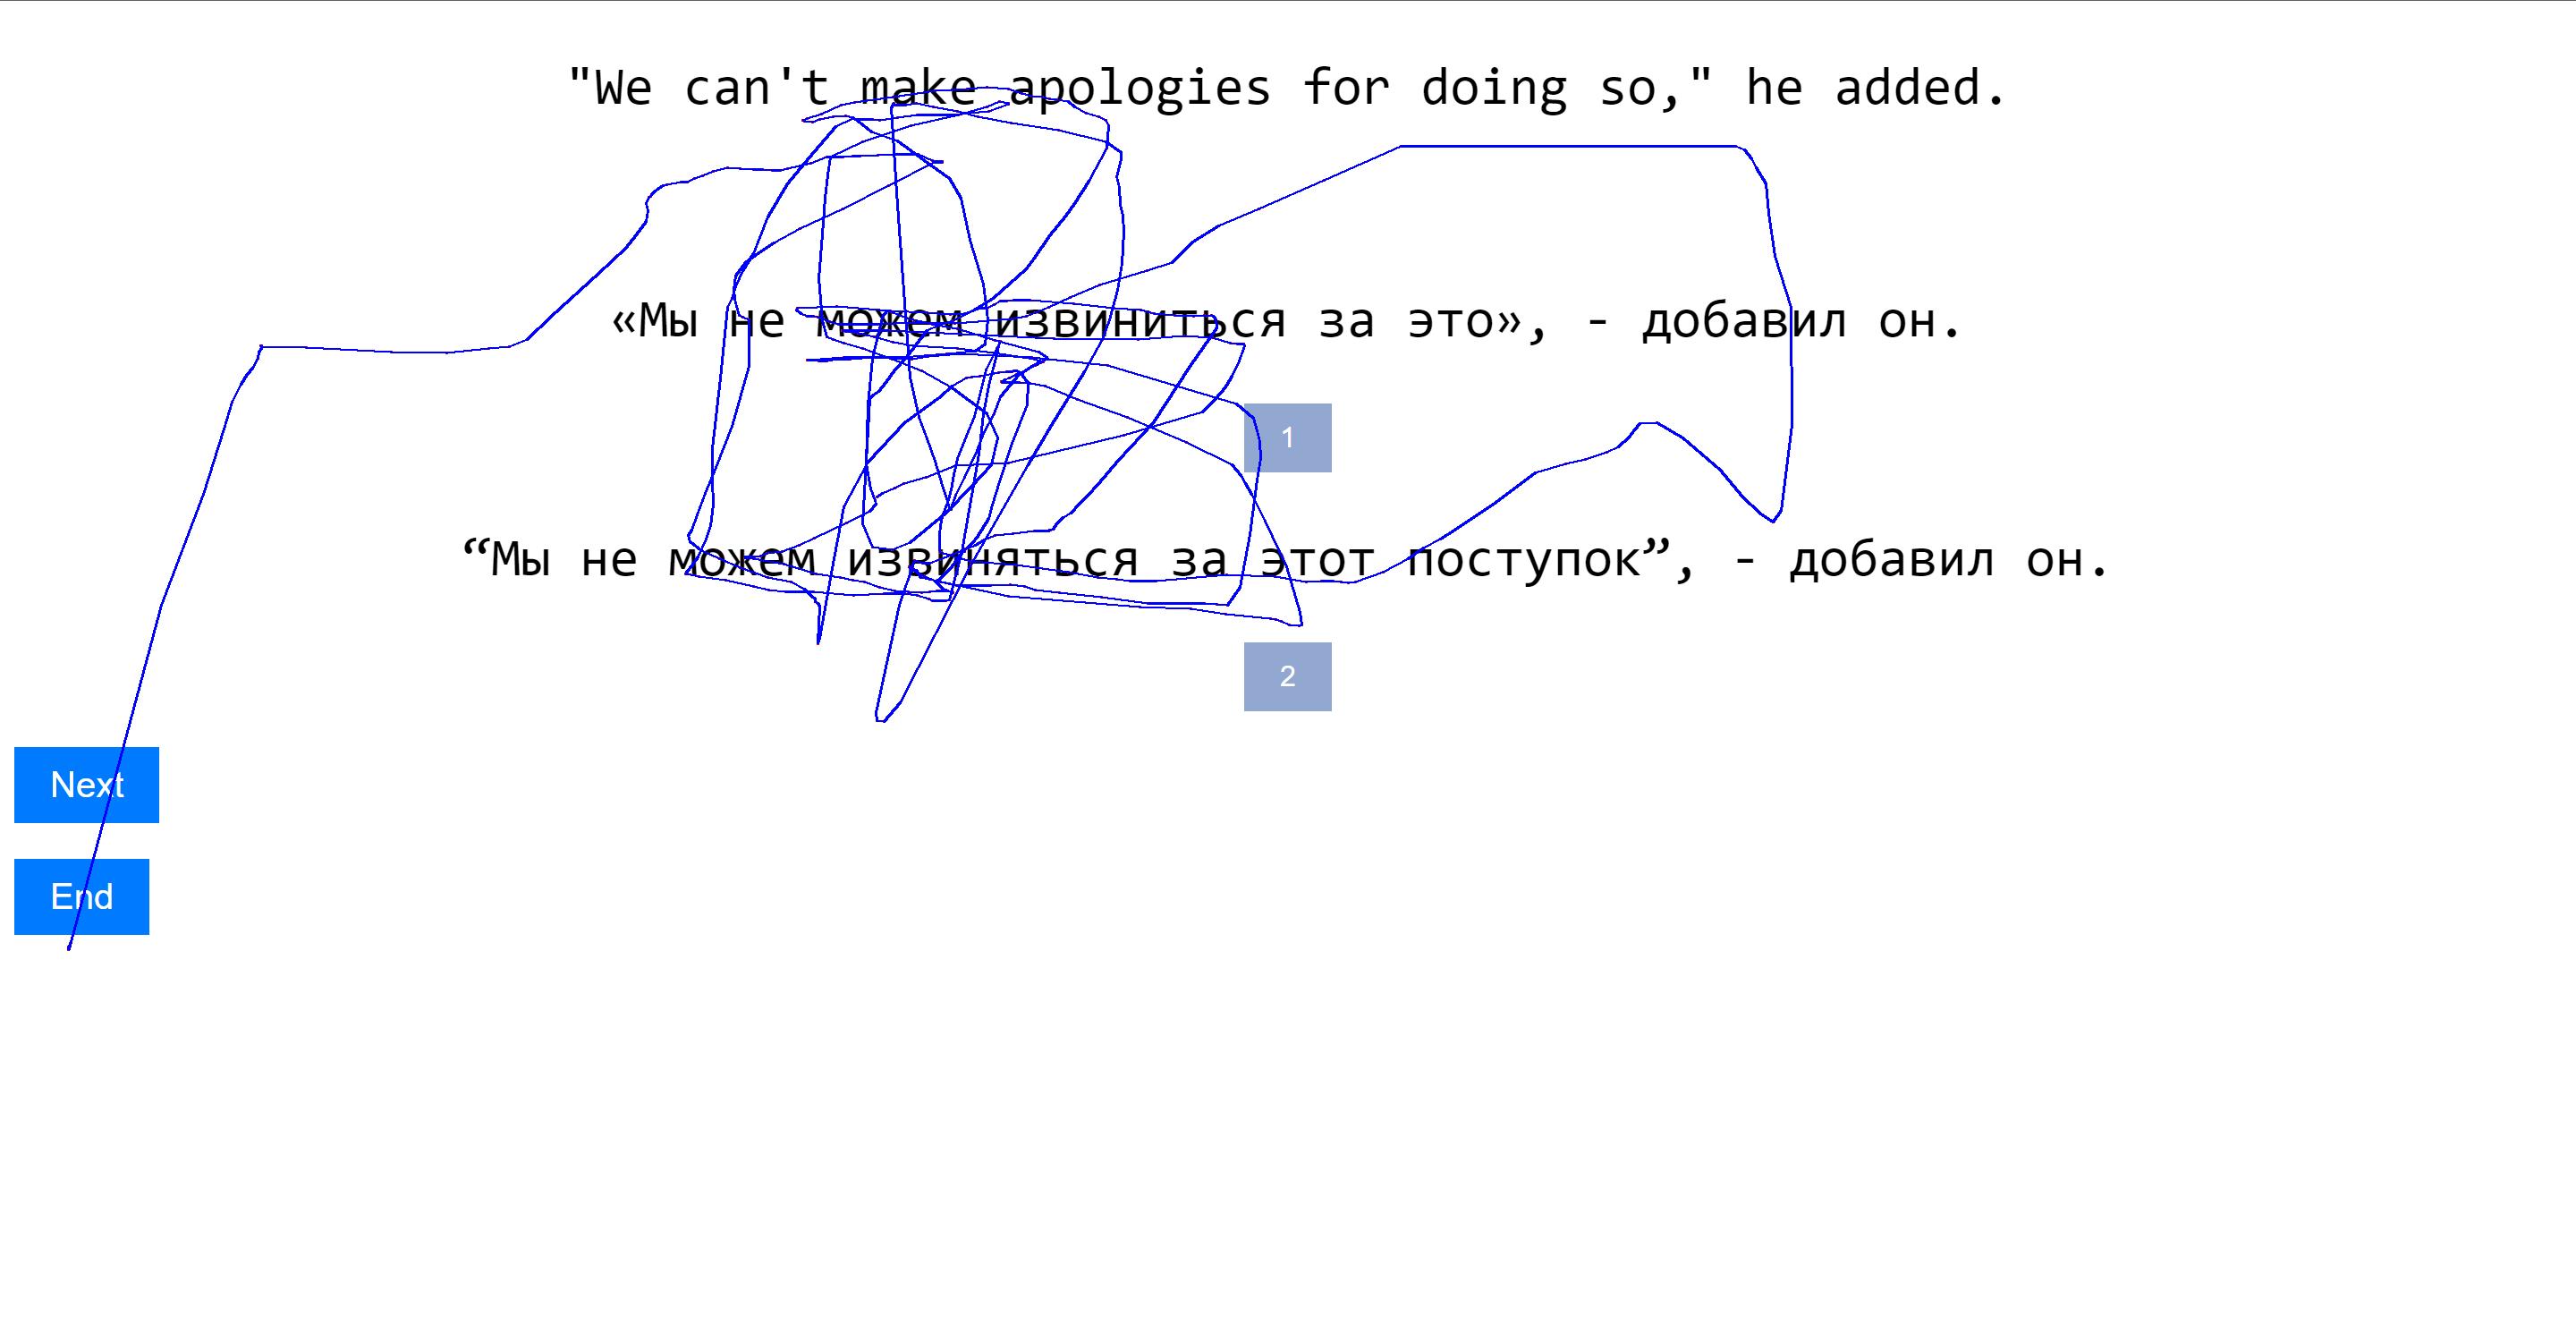 "We can't make apologies for doing so," he added.
«Мы не можем извиниться за это», - добавил он.
1
“Мы не можем извиняться за этот поступок”, - добавил он.
2
Next
End